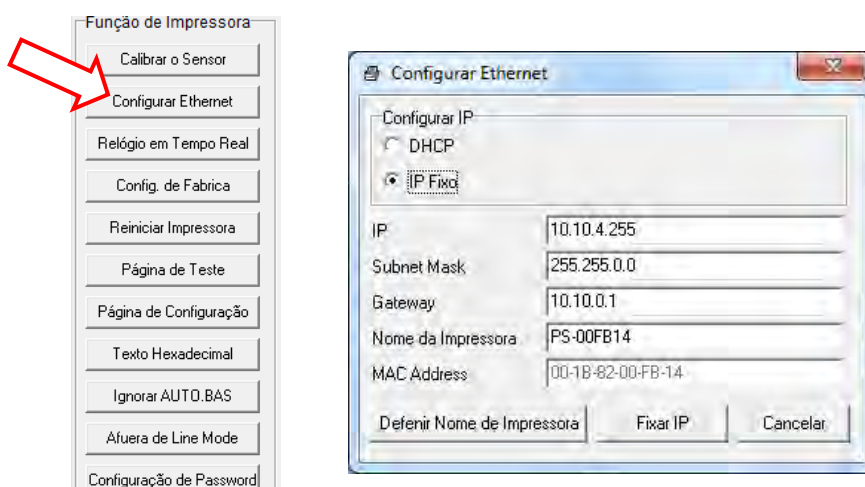 Função de Impressora
Calibrar o Sensor
Configurar Ethernet
Relógio em Tempo Real
Config. de Fabrica
Reiniciar Impressora
Página de Teste
Página de Configuração
Texto Hexadecimal
Ignorar AUTO.BAS
Afuera de Line Mode
Configuração de Password
Configurar Ethernet
Configurar IP
DHCP
IP Fixo
IP 10.10.4.255
Subnet Mask 255.255.0.0
Gateway 10.10.0.1
Nome da Impressora PS-00FB14
MAC Address 00-1B-82-00-FB-14
Defenir Nome de Impressora Fixar IP Cancelar